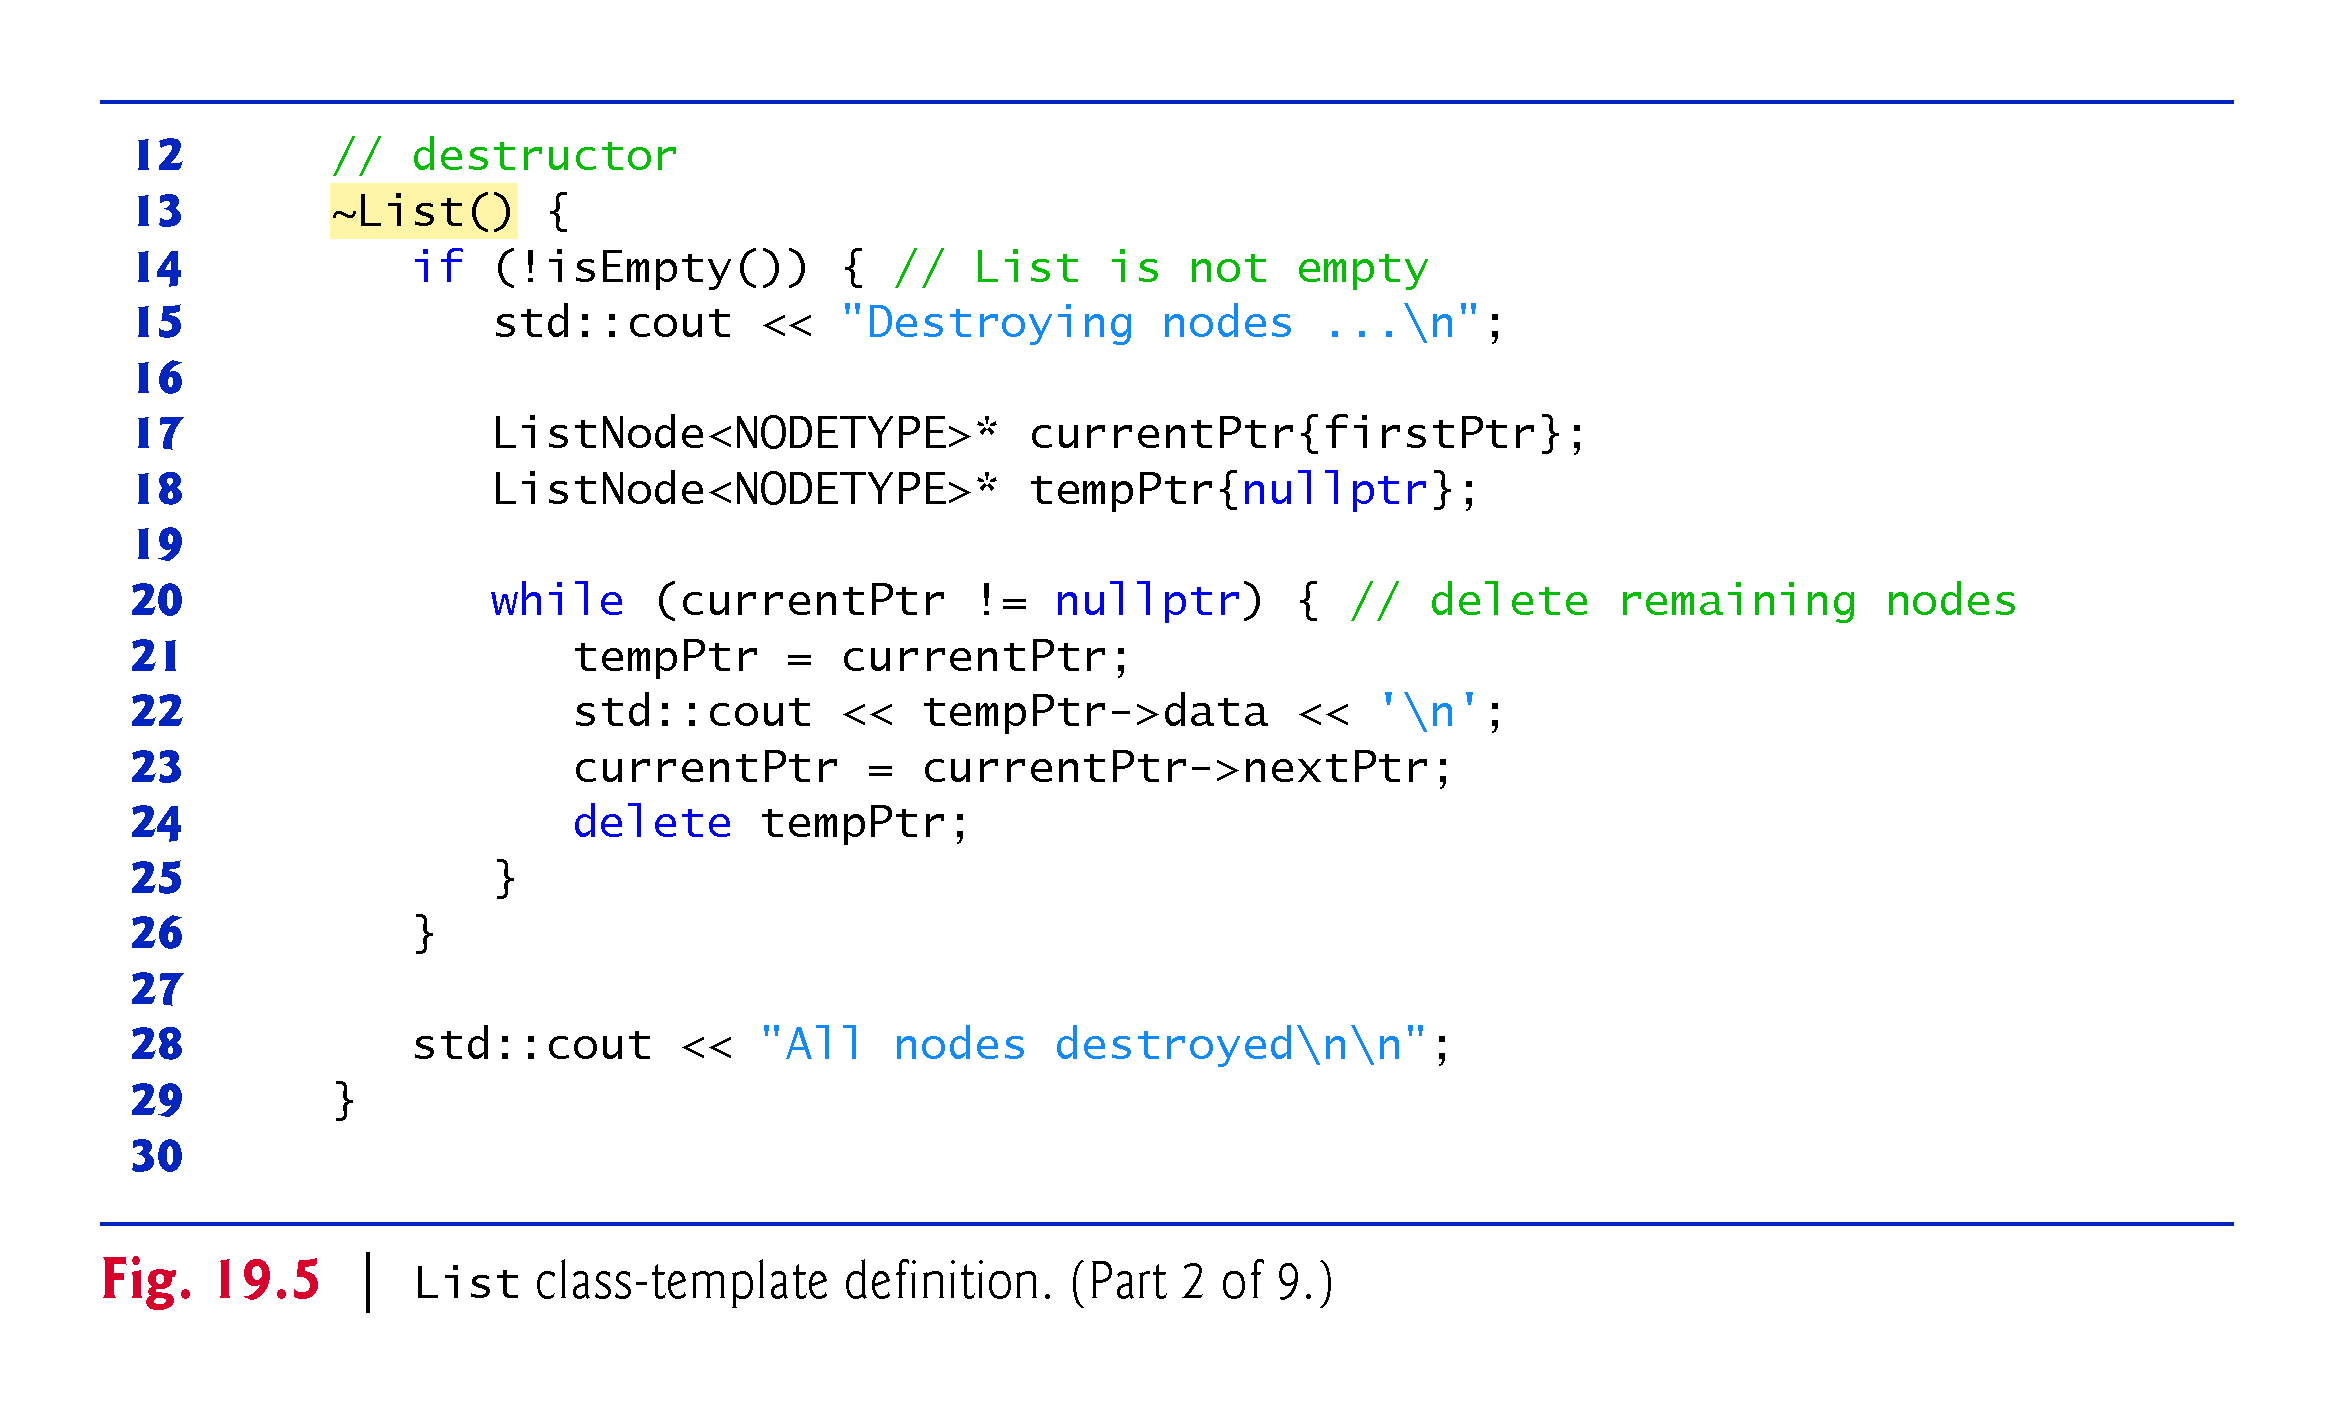 12 // destructor
13 ~List() {
14 if (!isEmpty()) { // List is not empty
15 std::cout << "Destroying nodes ...\n";
16
17 ListNode<NODETYPE>* currentPtr{firstPtr};
18 ListNode<NODETYPE>* tempPtr{nullptr};
19
20 while (currentPtr != nullptr) { // delete remaining nodes
21 tempPtr = currentPtr;
22 std::cout << tempPtr->data << '\n';
23 currentPtr = currentPtr->nextPtr;
24 delete tempPtr;
25 }
26 }
27
28 std::cout << "All nodes destroyed\n\n";
29 }
30
Fig. 19.5 | List class-template definition. (Part 2 of 9.)